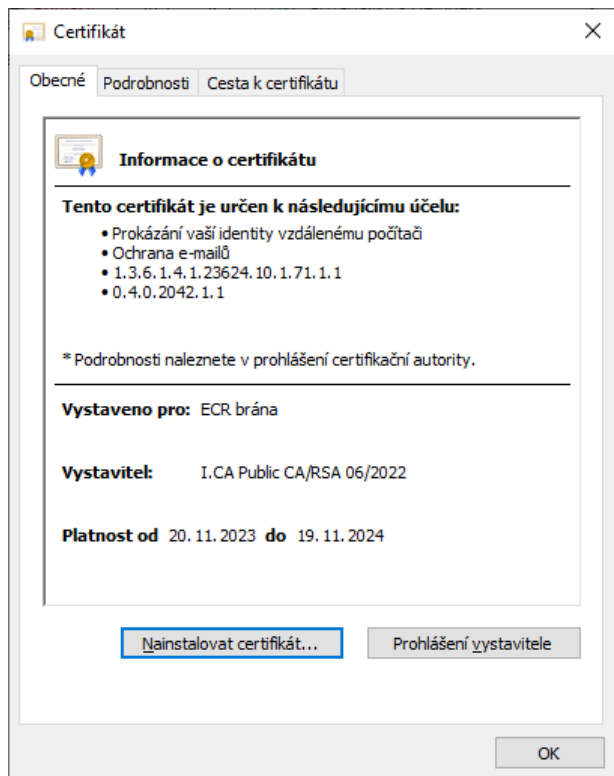 Certifikát
Obecné Podrobnosti Cesta k certifikátu
Informace o certifikátu
Tento certifikát je určen k následujícímu účelu:
• Prokázání vaší identity vzdálenému počítači
• Ochrana e-mailů
• 1.3.6.1.4.1.23624.10.1.71.1.1
• 0.4.0.2042.1.1
* Podrobnosti naleznete v prohlášení certifikační autority.
Vystaveno pro: ECR brána
Vystavitel: I.CA Public CA/RSA 06/2022
Platnost od 20.11.2023 do 19.11.2024
Nainstalovat certifikát... Prohlášení vystavitele
OK